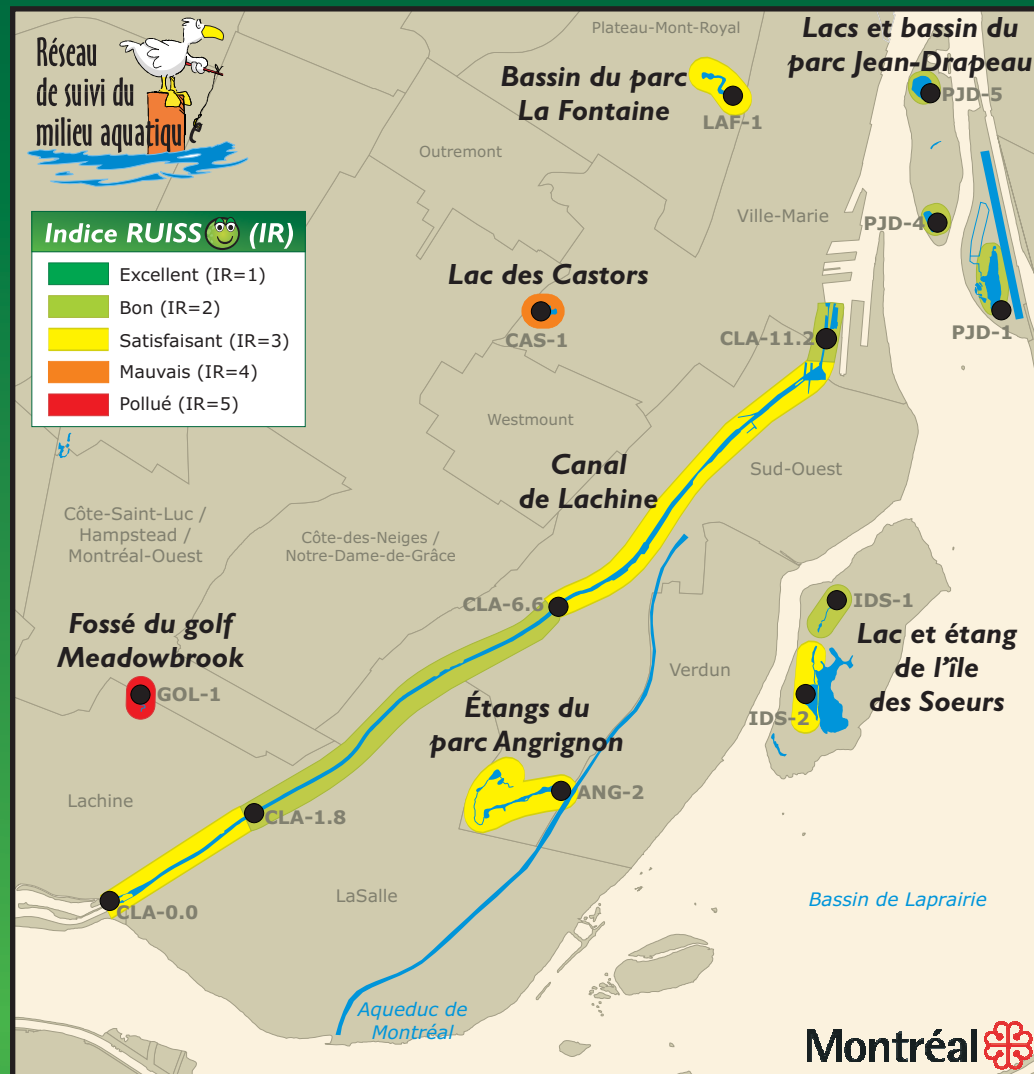 Réseau
de suivi du
milieu aquatique
Indice RUISS (IR)
Excellent (IR=1)
Bon (IR=2)
Satisfaisant (IR=3)
Mauvais (IR=4)
Pollué (IR=5)
Plateau-Mont-Royal
Lacs et bassin du
parc Jean-Drapeau
PJD-5
Bassin du parc
La Fontaine
LAF-1
Outremont
Ville-Marie
PJD-4
Lac des Castors
CAS-1
CLA-11.2
PJD-1
Westmount
Canal
de Lachine
Sud-Ouest
Côte-Saint-Luc /
Hampstead /
Montréal-Ouest
Côte-des-Neiges /
Notre-Dame-de-Grâce
CLA-6.6
IDS-1
Fossé du golf
Meadowbrook
GOL-1
Lac et étang
de l'île
des Soeurs
Verdun
IDS-2
Étangs du
parc Angrignon
ANG-2
Lachine
CLA-1.8
LaSalle
CLA-0.0
Bassin de Laprairie
Aqueduc de
Montréal
Montréal